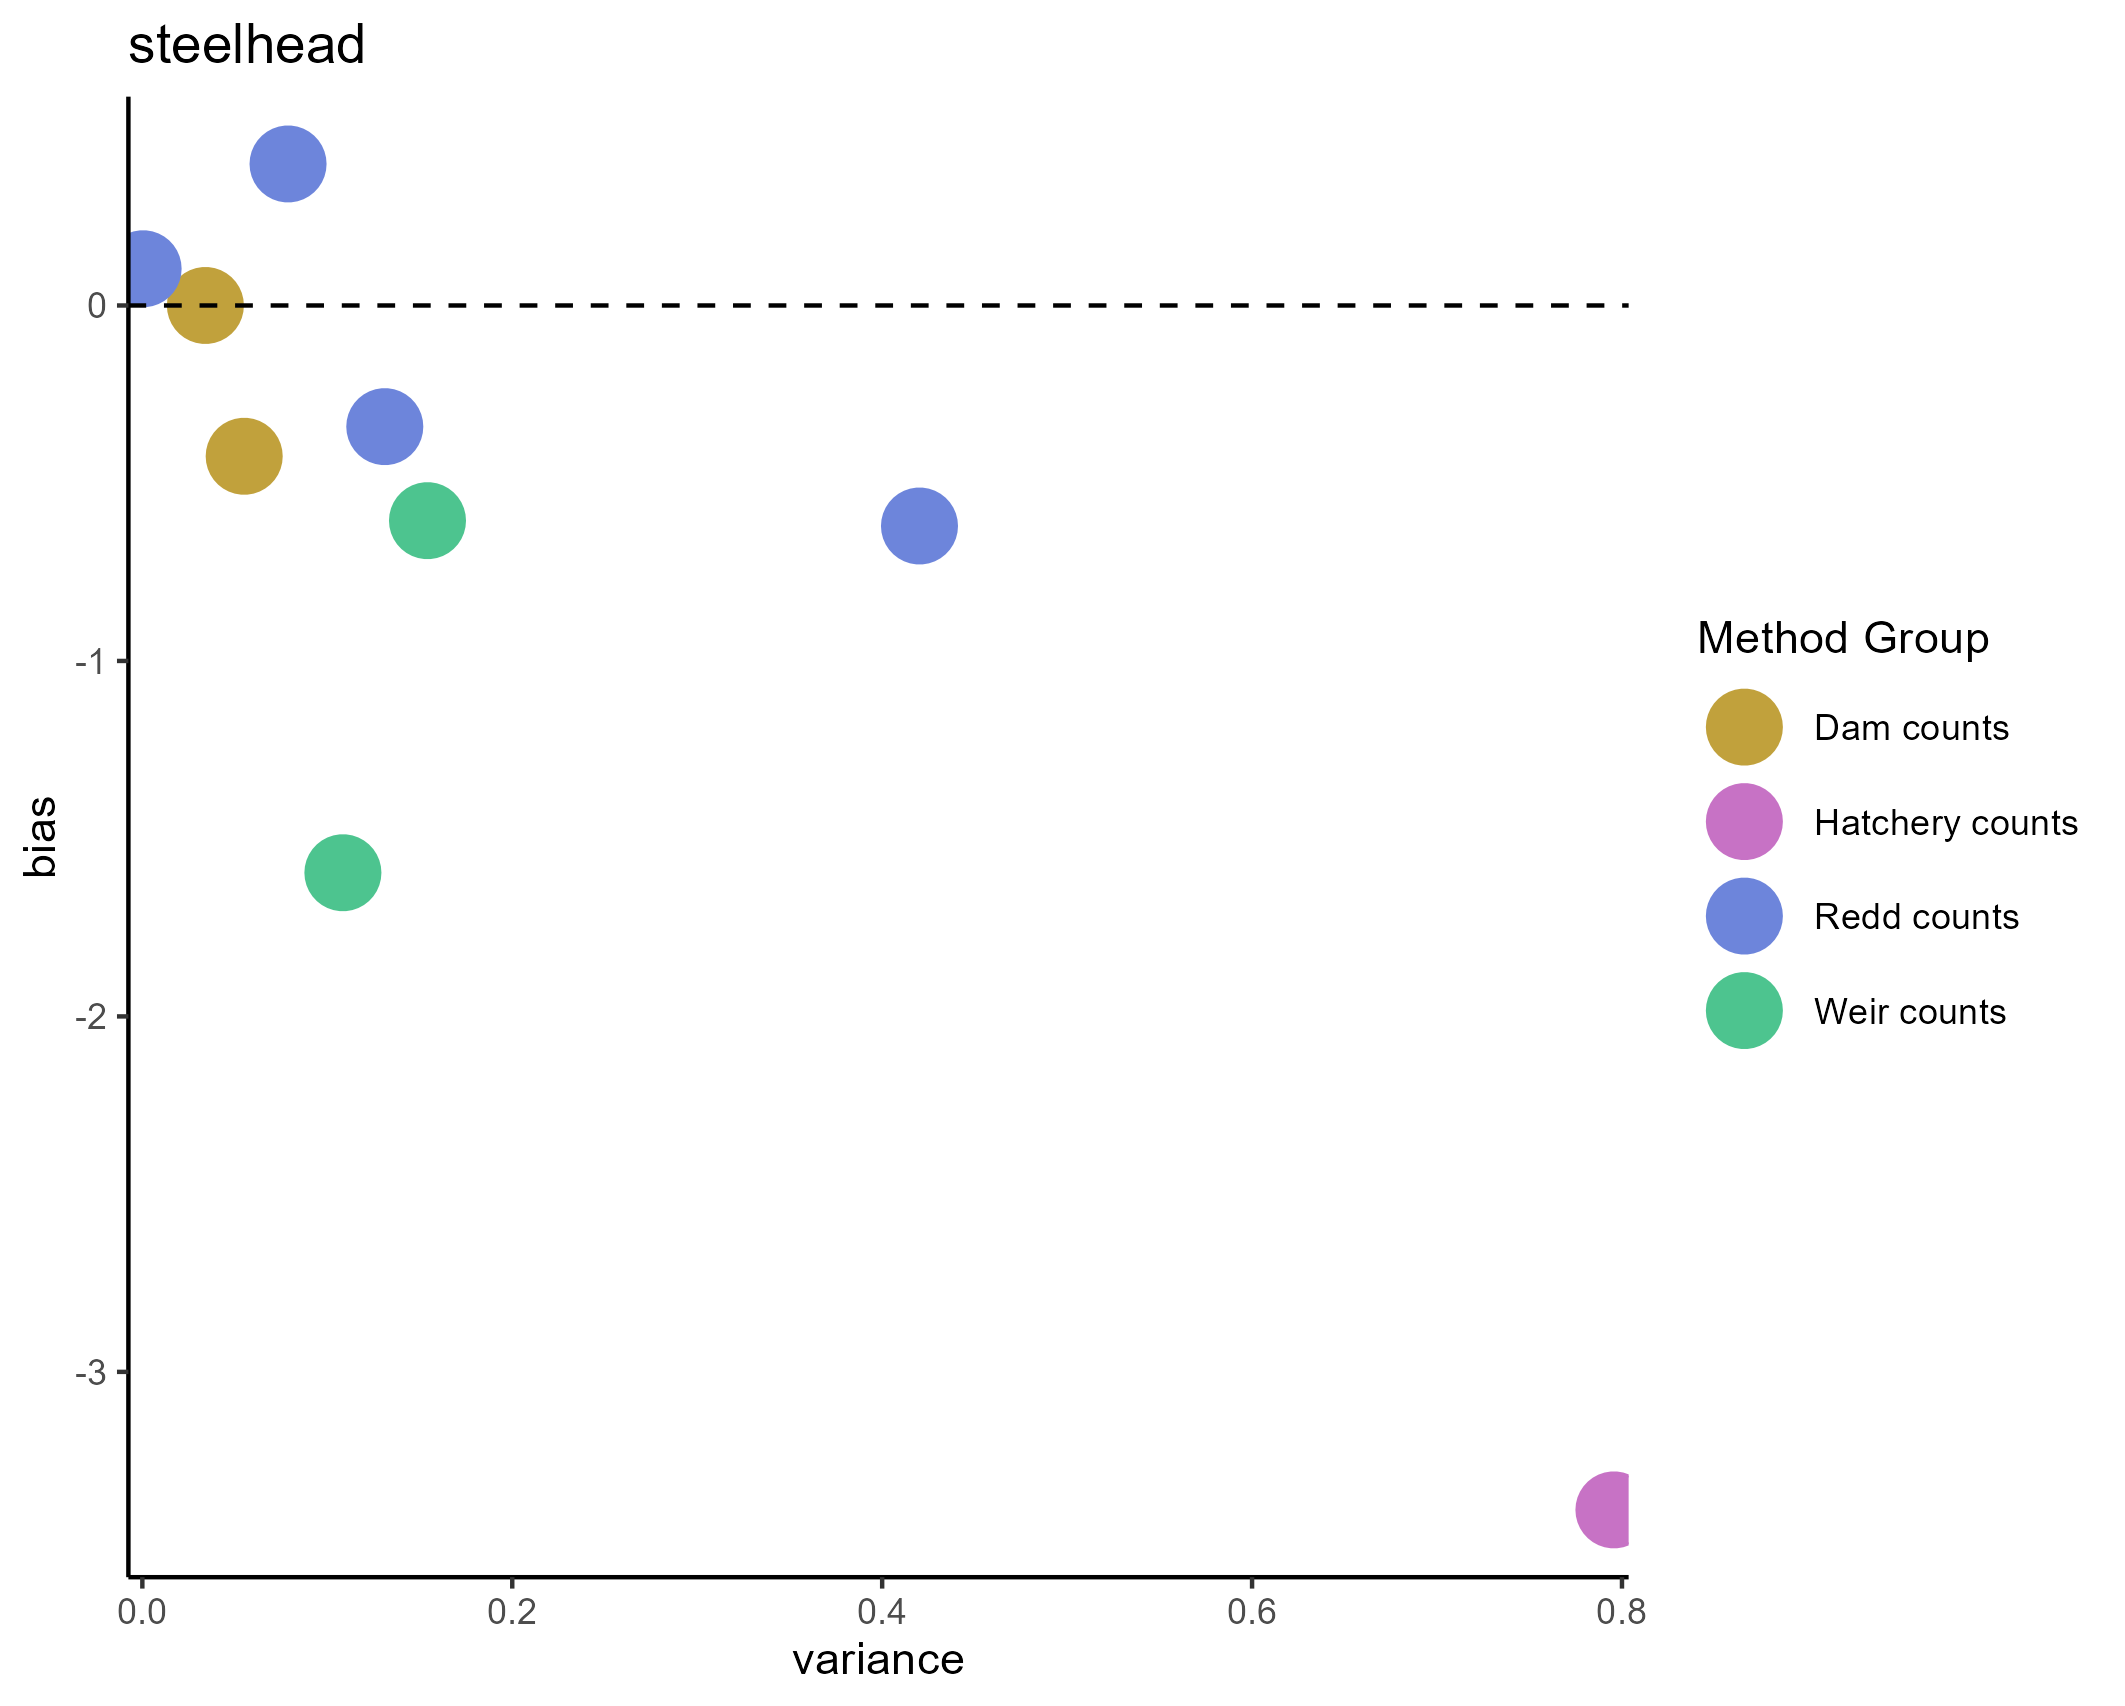 steelhead
0
-1
-2
-3
bias
0.0
0.2
0.4
0.6
0.8
variance
Method Group
Dam counts
Hatchery counts
Redd counts
Weir counts